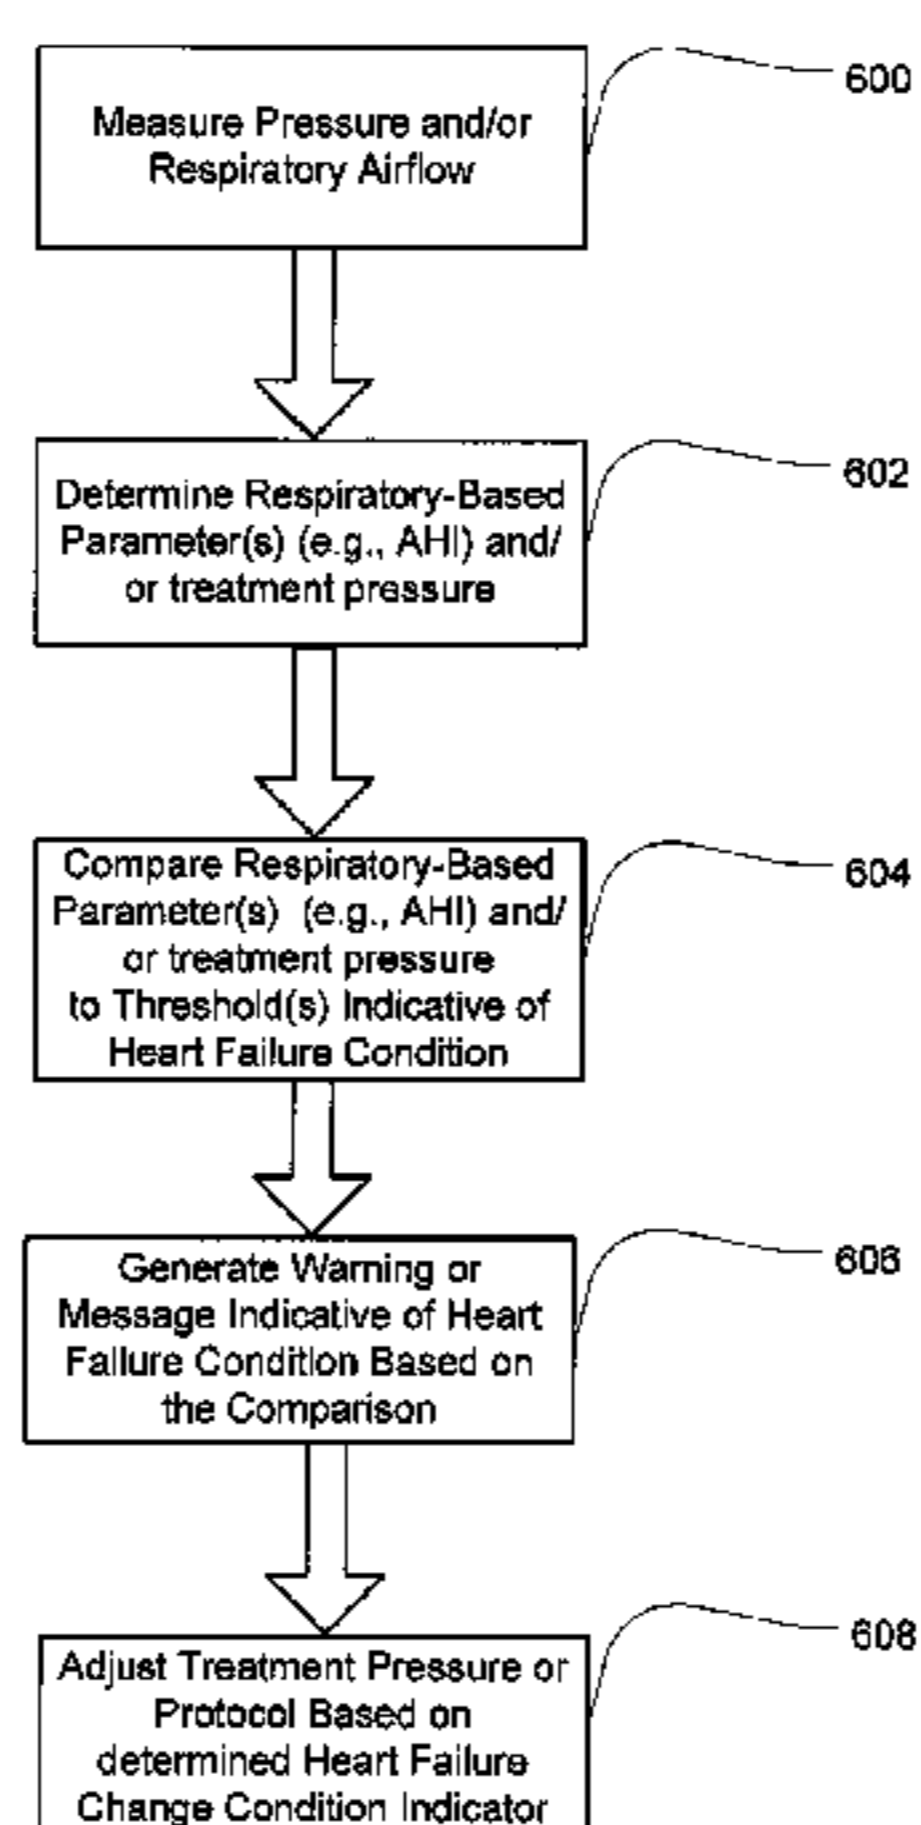 Measure Pressure and/or
Respiratory Airflow
600
Determine Respiratory-Based
Parameter(s) (e.g., AHI) and/
or treatment pressure
602
Compare Respiratory-Based
Parameter(s) (e.g., AHI) and/
or treatment pressure
to Threshold(s) Indicative of
Heart Failure Condition
604
Generate Warning or
Message Indicative of Heart
Failure Condition Based on
the Comparison
606
Adjust Treatment Pressure or
Protocol Based on
determined Heart Failure
Change Condition Indicator
608